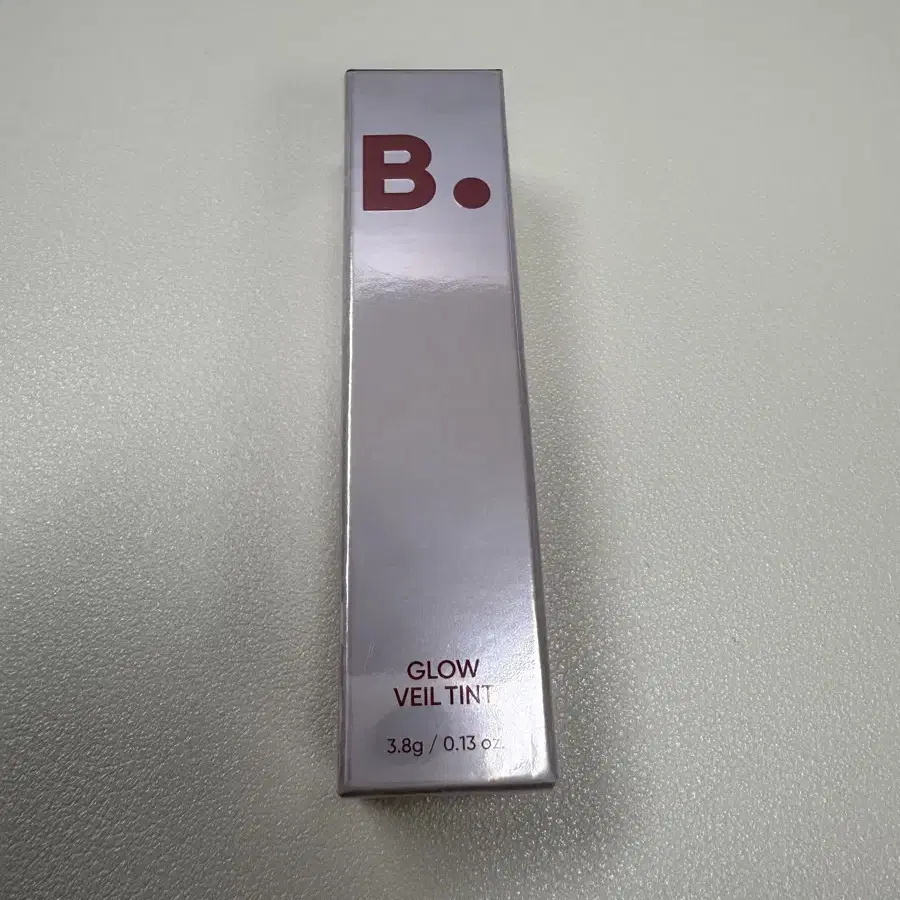 B.
GLOW
VEIL TINT
3.8g / 0.13 oz.